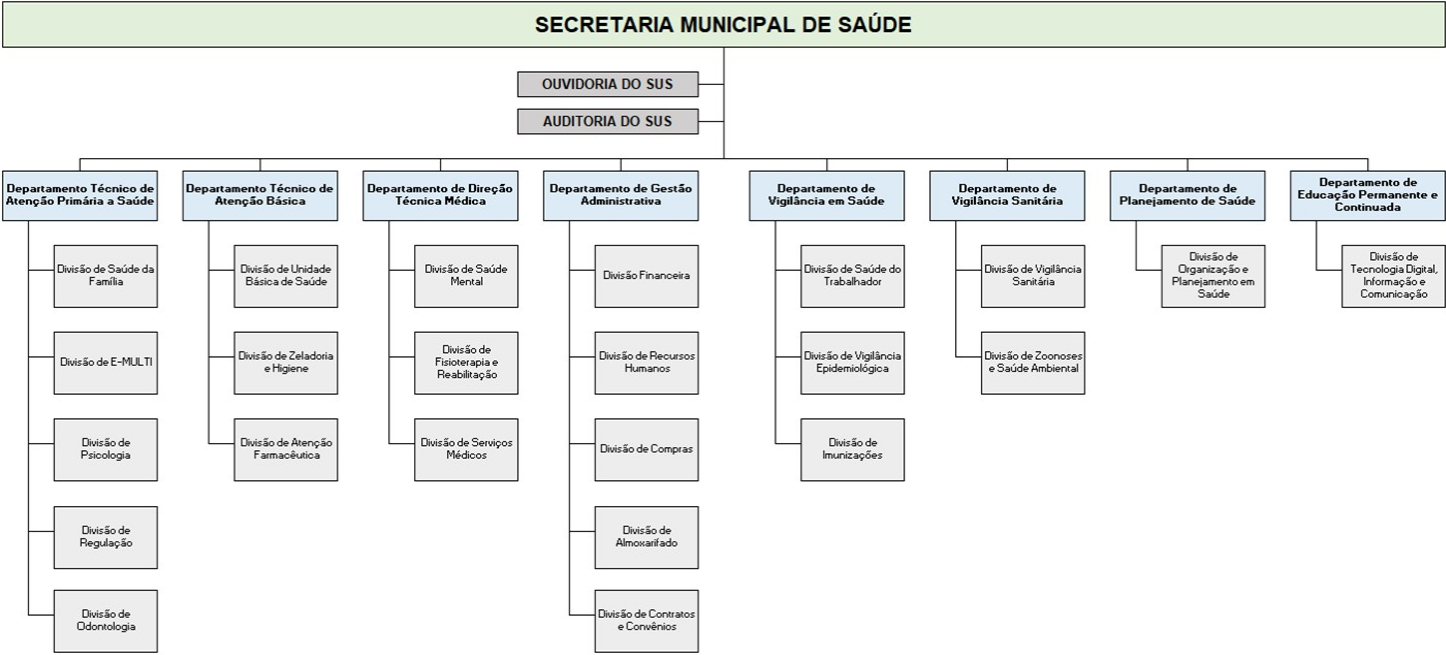 SECRETARIA MUNICIPAL DE SAÚDE
OUVIDORIA DO SUS
AUDITORIA DO SUS
Departamento Técnico de
Atenção Primária a Saúde
Departamento Técnico de
Atenção Básica
Departamento de Direção
Técnica Médica
Departamento de Gestão
Administrativa
Departamento de
Vigilância em Saúde
Departamento de
Vigilância Sanitária
Departamento de
Planejamento de Saúde
Departamento de
Educação Permanente e
Continuada
Divisão de Saúde da
Família
Divisão de E-MULTI
Divisão de
Psicologia
Divisão de
Regulação
Divisão de
Odontologia
Divisão de Unidade
Básica de Saúde
Divisão de Zeladoria
e Higiene
Divisão de Atenção
Farmacêutica
Divisão de Saúde
Mental
Divisão de
Fisioterapia e
Reabilitação
Divisão de Serviços
Médicos
Divisão Financeira
Divisão de Recursos
Humanos
Divisão de Compras
Divisão de
Almoxarifado
Divisão de Contratos
e Convênios
Divisão de Saúde do
Trabalhador
Divisão de Vigilância
Epidemiológica
Divisão de
Imunizações
Divisão de Vigilância
Sanitária
Divisão de Zoonoses
e Saúde Ambiental
Divisão de
Organização e
Planejamento em
Saúde
Divisão de
Tecnologia Digital,
Informação e
Comunicação